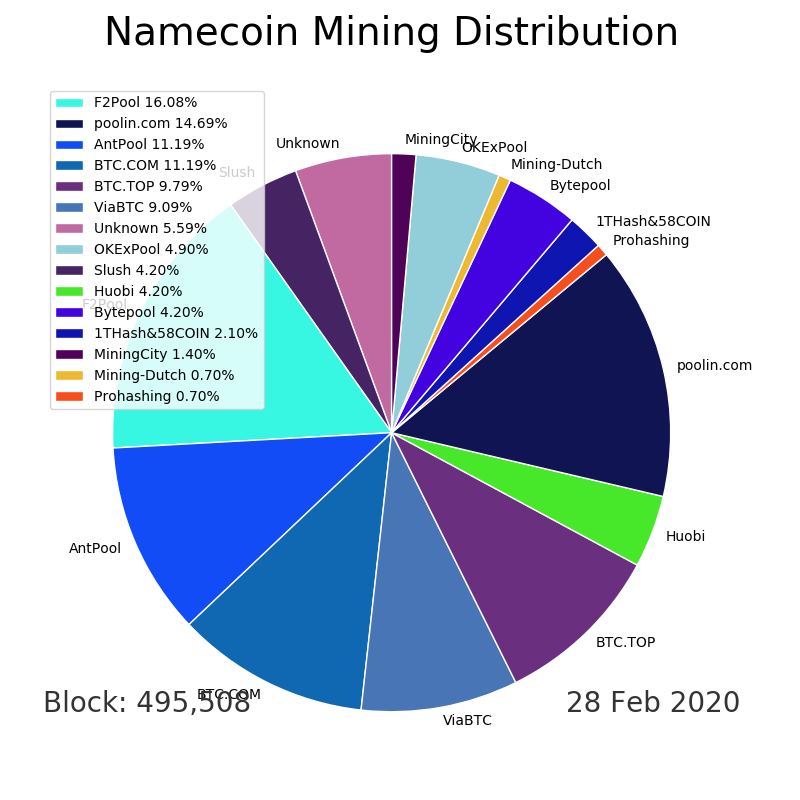 Namecoin Mining Distribution
F2Pool 16.08%
poolin.com 14.69%
AntPool 11.19%
BTC.COM 11.19%
BTC.TOP 9.79%
ViaBTC 9.09%
Unknown 5.59%
OKExPool 4.90%
Slush 4.20%
Huobi 4.20%
Bytepool 4.20%
1THash&58COIN 2.10%
MiningCity 1.40%
Mining-Dutch 0.70%
Prohashing 0.70%
Unknown
MiningCity
OKExPool
Mining-Dutch
Bytepool
1THash&58COIN
Prohashing
poolin.com
Huobi
BTC.TOP
ViaBTC
BTC.COM
AntPool
F2Pool
Slush
Block: 495,508
28 Feb 2020